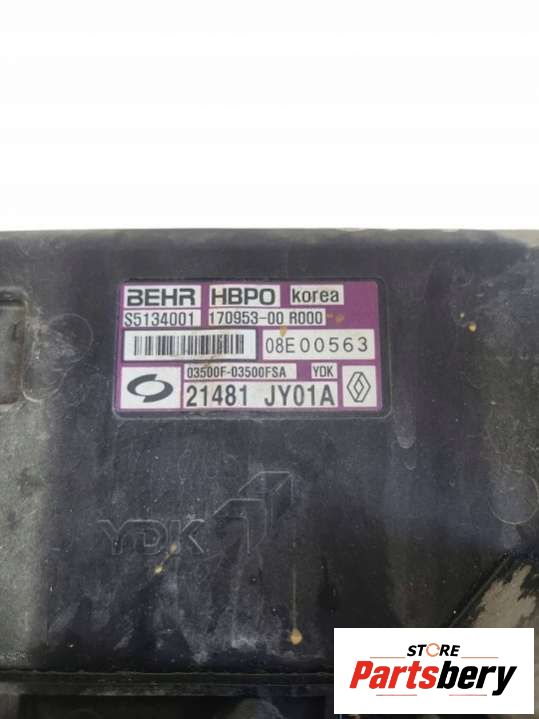 BEHR HBPO korea
S5134001 170953-00 R000
08E00563
03500F-03500FSA YDK
21481 JY01A
YDK
STORE
Partsbery